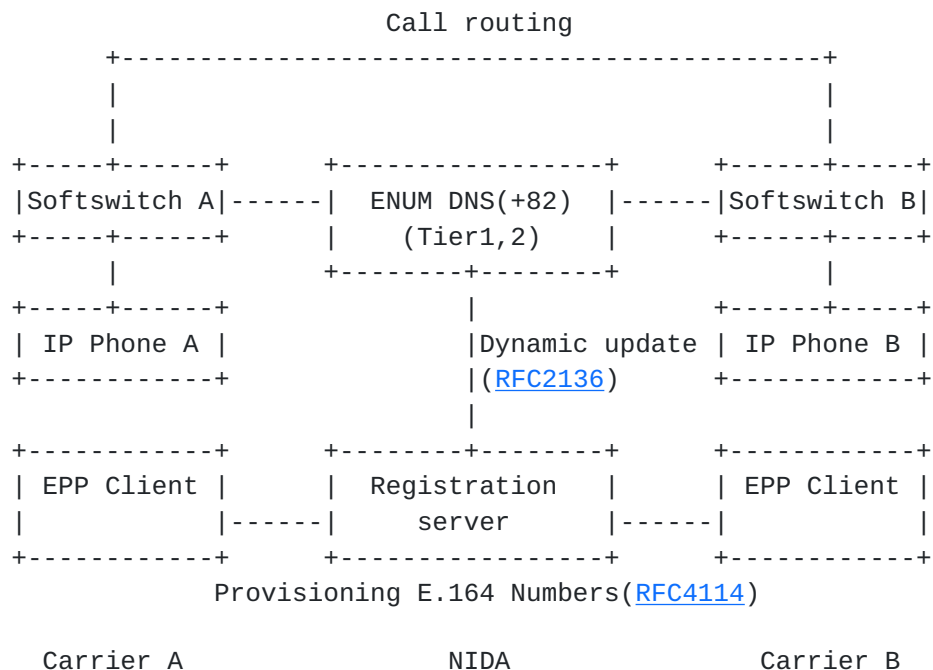 Call routing
Softswitch A ENUM DNS(+82) Softswitch B
(Tier1,2)
IP Phone A Dynamic update IP Phone B
(RFC2136)
EPP Client Registration EPP Client
server
Provisioning E.164 Numbers(RFC4114)
Carrier A NIDA Carrier B